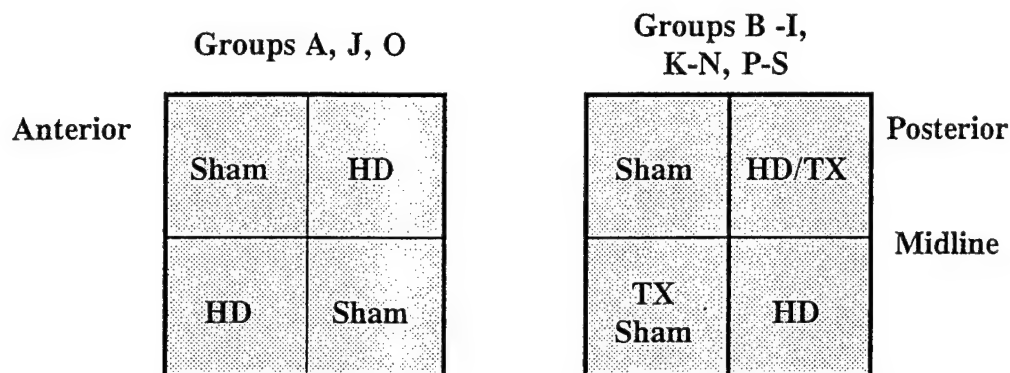 Groups A, J, O
Groups B -I,
K-N, P-S
Anterior
Posterior
Sham
HD
Sham
HD/TX
Midline
HD
Sham
TX
Sham
HD